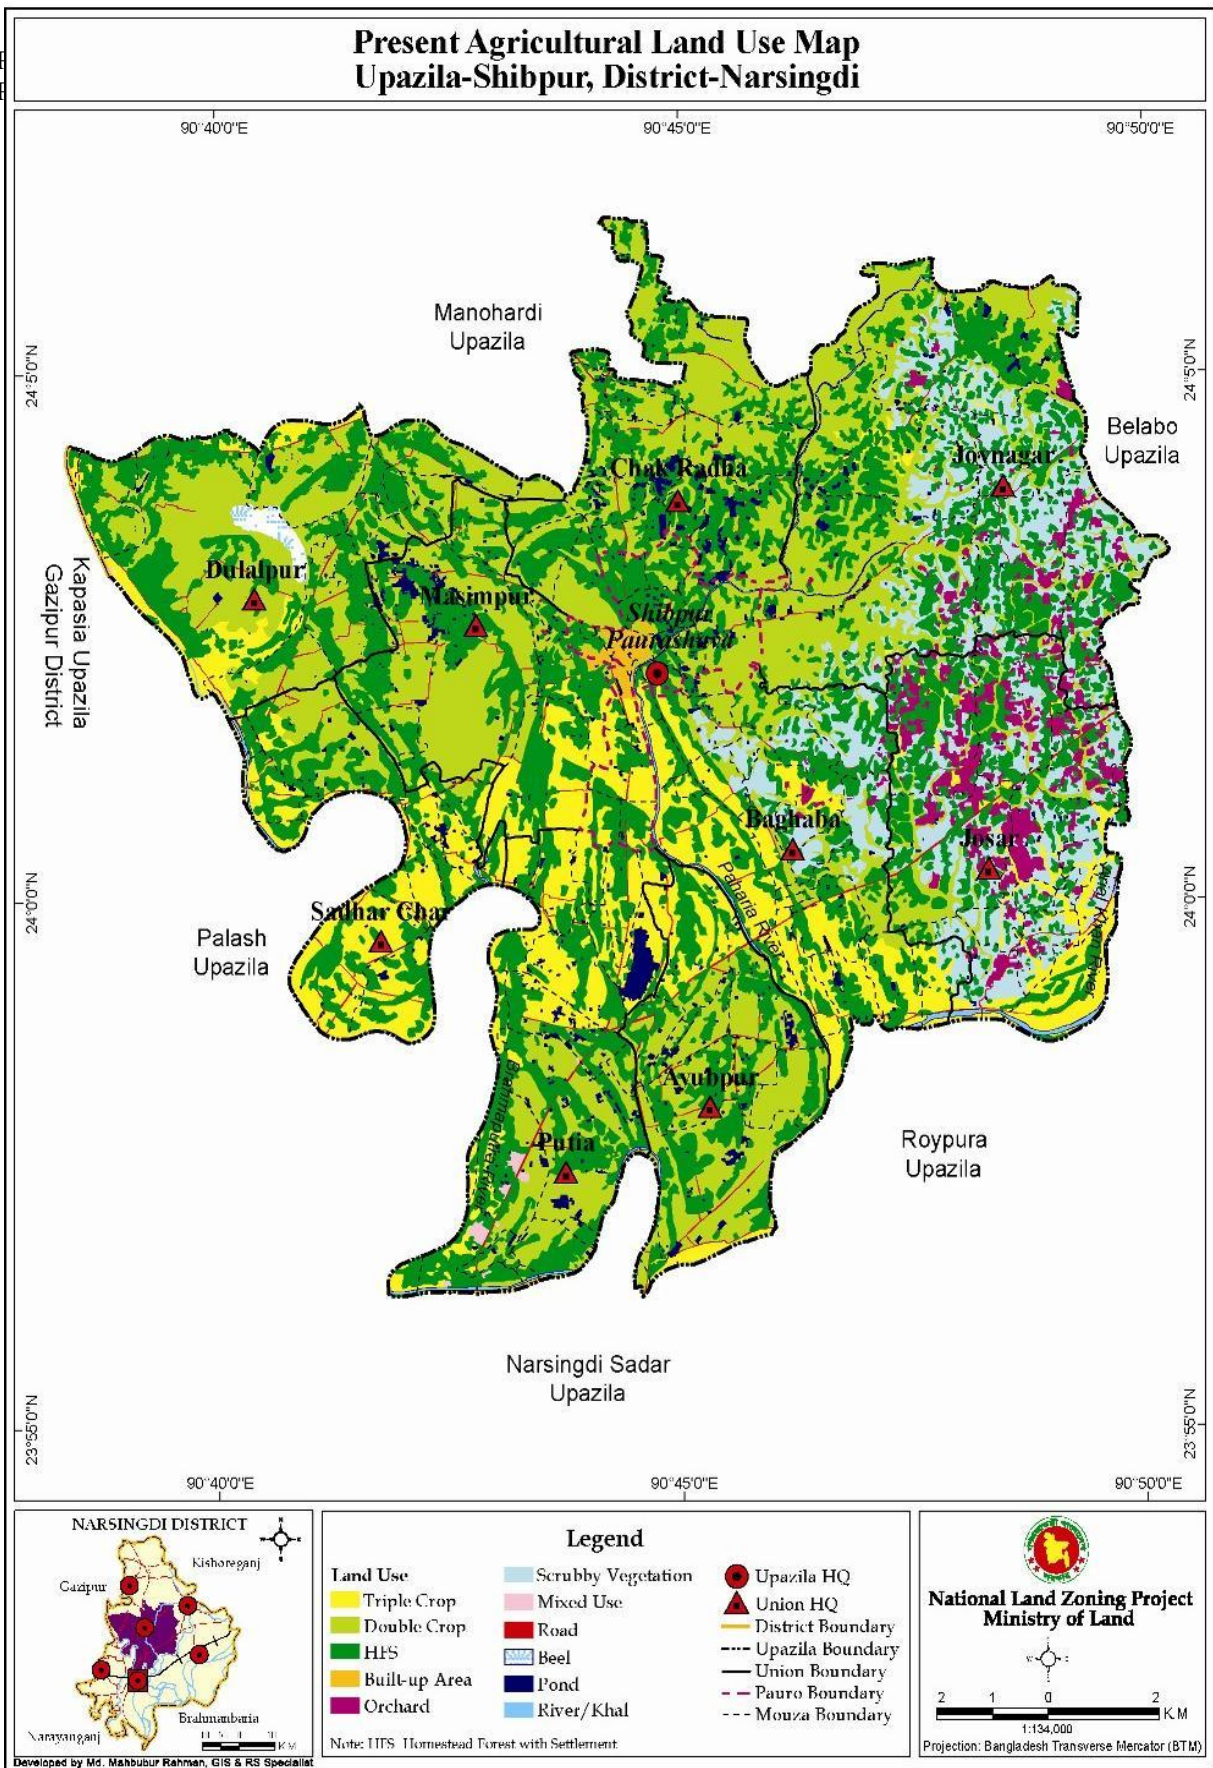 Present Agricultural Land Use Map
Upazila-Shibpur, District-Narsingdi
90°40'0"E
90°45'0"E
90°50'0"E
24°5'0"N
24°5'0"N
Manohardi
Upazila
Belabo
Upazila
Joynagar
Chak Radha
Kapasia Upazila
Gazipur District
Dulalpur
Masimpur
Shibpur
Paurashava
Baghaba
Josar
24°0'0"N
24°0'0"N
Sadhar Char
Paharia River
Palash
Upazila
Ayubpur
Brahmaputra River
Putia
Roypura
Upazila
Narsingdi Sadar
Upazila
23°55'0"N
23°55'0"N
90°40'0"E
90°45'0"E
90°50'0"E
NARSINGDI DISTRICT
Kishoreganj
Gazipur
Brahmanbaria
Narayanganj
KM
Developed by Md. Mahbubur Rahman, GIS & RS Specialist
Legend
Land Use
Triple Crop
Double Crop
HFS
Built-up Area
Orchard
Scrubby Vegetation
Mixed Use
Road
Beel
Pond
River/Khal
Upazila HQ
Union HQ
District Boundary
Upazila Boundary
Union Boundary
Pauro Boundary
Mouza Boundary
Note: HFS Homestead Forest with Settlement
National Land Zoning Project
Ministry of Land
2 1 0 2
KM
1:134,000
Projection: Bangladesh Transverse Mercator (BTM)